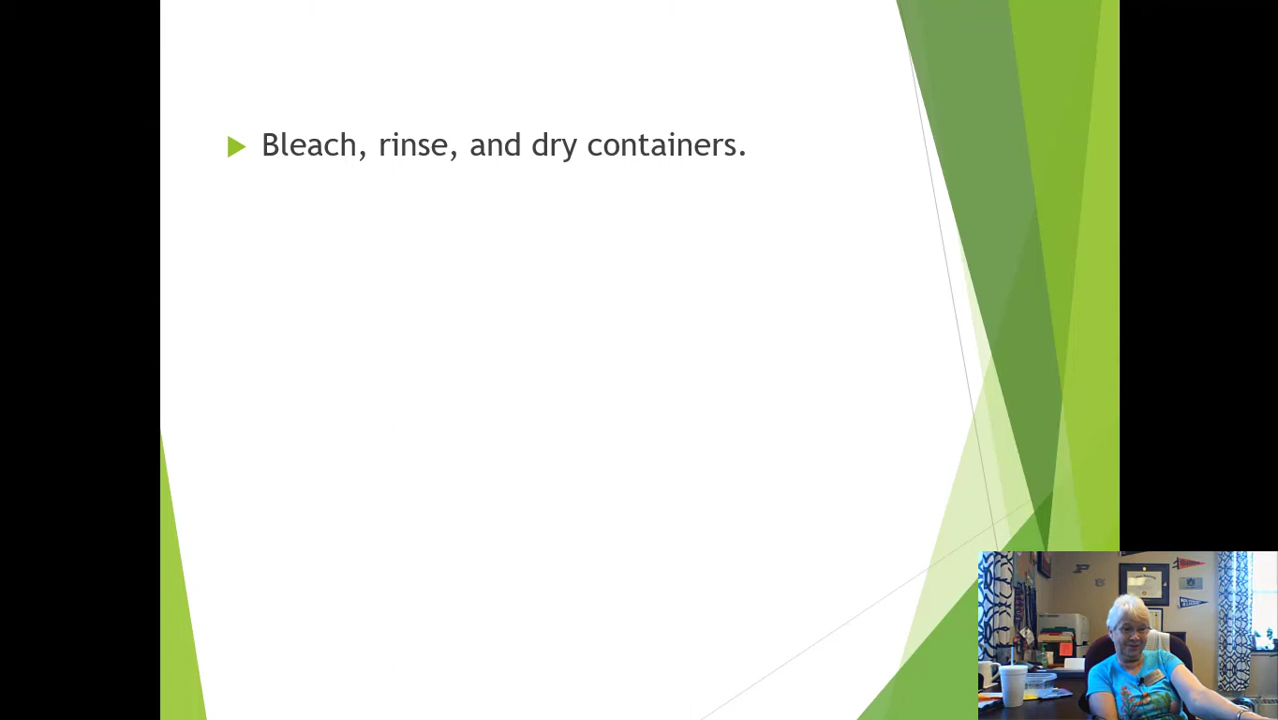 Bleach, rinse, and dry containers.